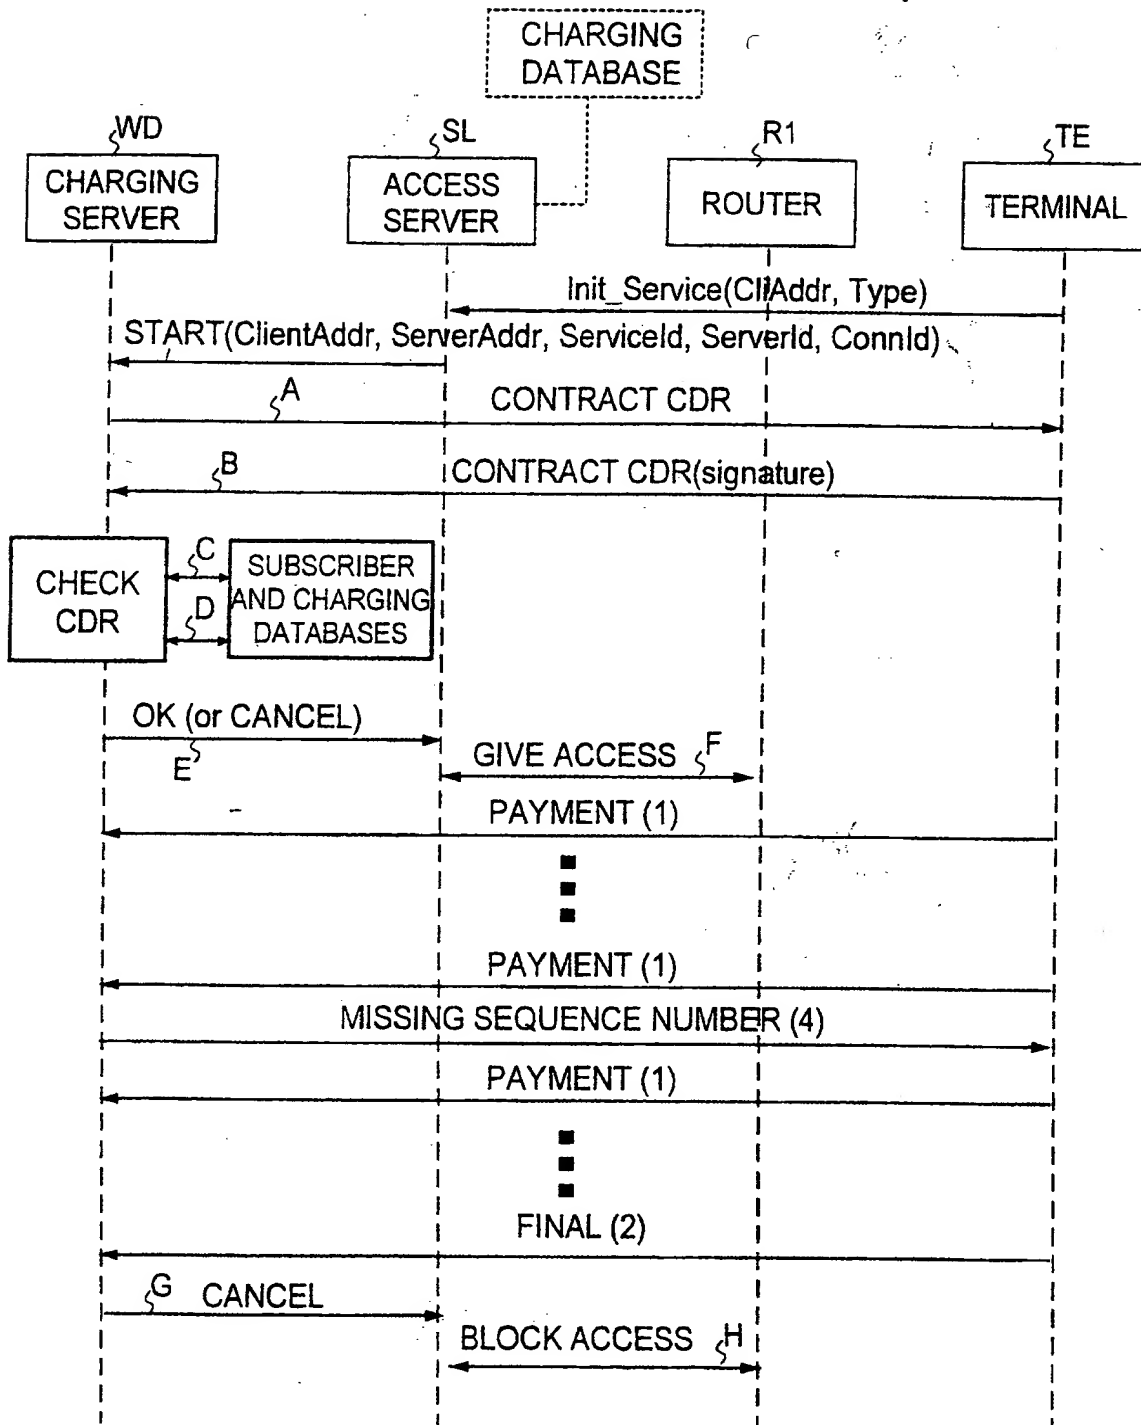 CHARGING
DATABASE
WD
SL
R1
TE
CHARGING
SERVER
ACCESS
SERVER
ROUTER
TERMINAL
Init_Service(CliAddr, Type)
START(ClientAddr, ServerAddr, ServiceId, ServerId, ConnId)
A
CONTRACT CDR
B
CONTRACT CDR(signature)
CHECK
CDR
C
D
SUBSCRIBER
AND CHARGING
DATABASES
OK (or CANCEL)
E
GIVE ACCESS
F
PAYMENT (1)
PAYMENT (1)
MISSING SEQUENCE NUMBER (4)
PAYMENT (1)
FINAL (2)
G
CANCEL
BLOCK ACCESS
H